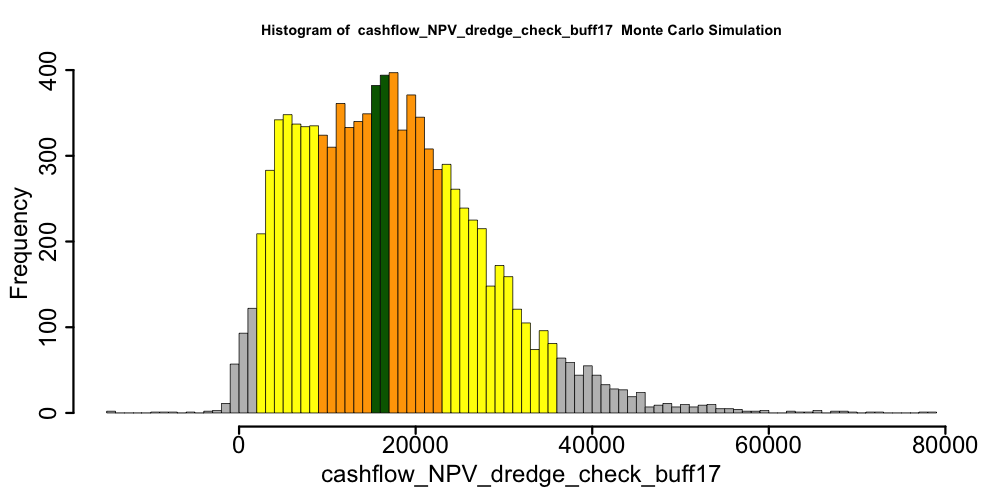 Histogram of  cashflow_NPV_dredge_check_buff17  Monte Carlo Simulation
400
300
200
100
0
Frequency
0 20000 40000 60000 80000
cashflow_NPV_dredge_check_buff17